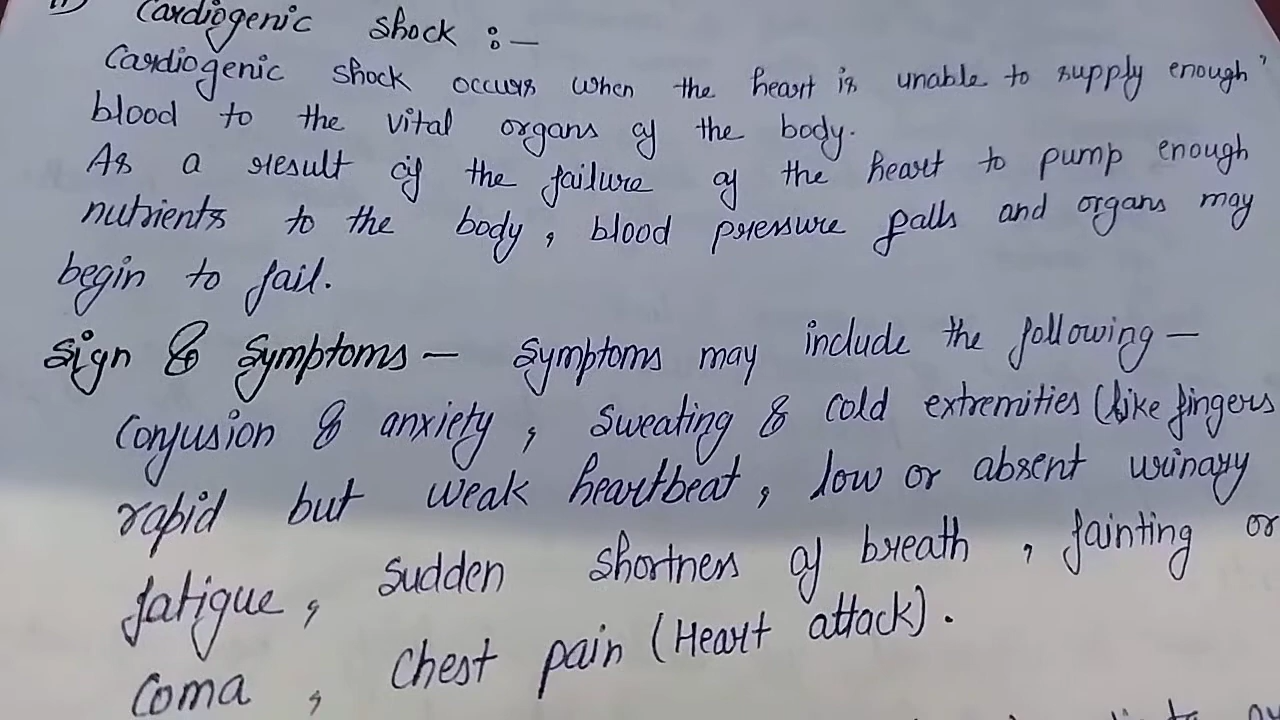 Cardiogenic shock :-
Cardiogenic shock occurs when the heart is unable to supply enough
blood to the vital organs of the body.
As a result of the failure of the heart to pump enough
nutrients to the body, blood pressure falls and organs may
begin to fail.
Sign & Symptoms - Symptoms may include the following -
Confusion & anxiety, Sweating & cold extremities (like fingers
rapid but weak heartbeat, low or absent urinary
fatigue, sudden shortness of breath, fainting or
coma, chest pain (Heart attack).